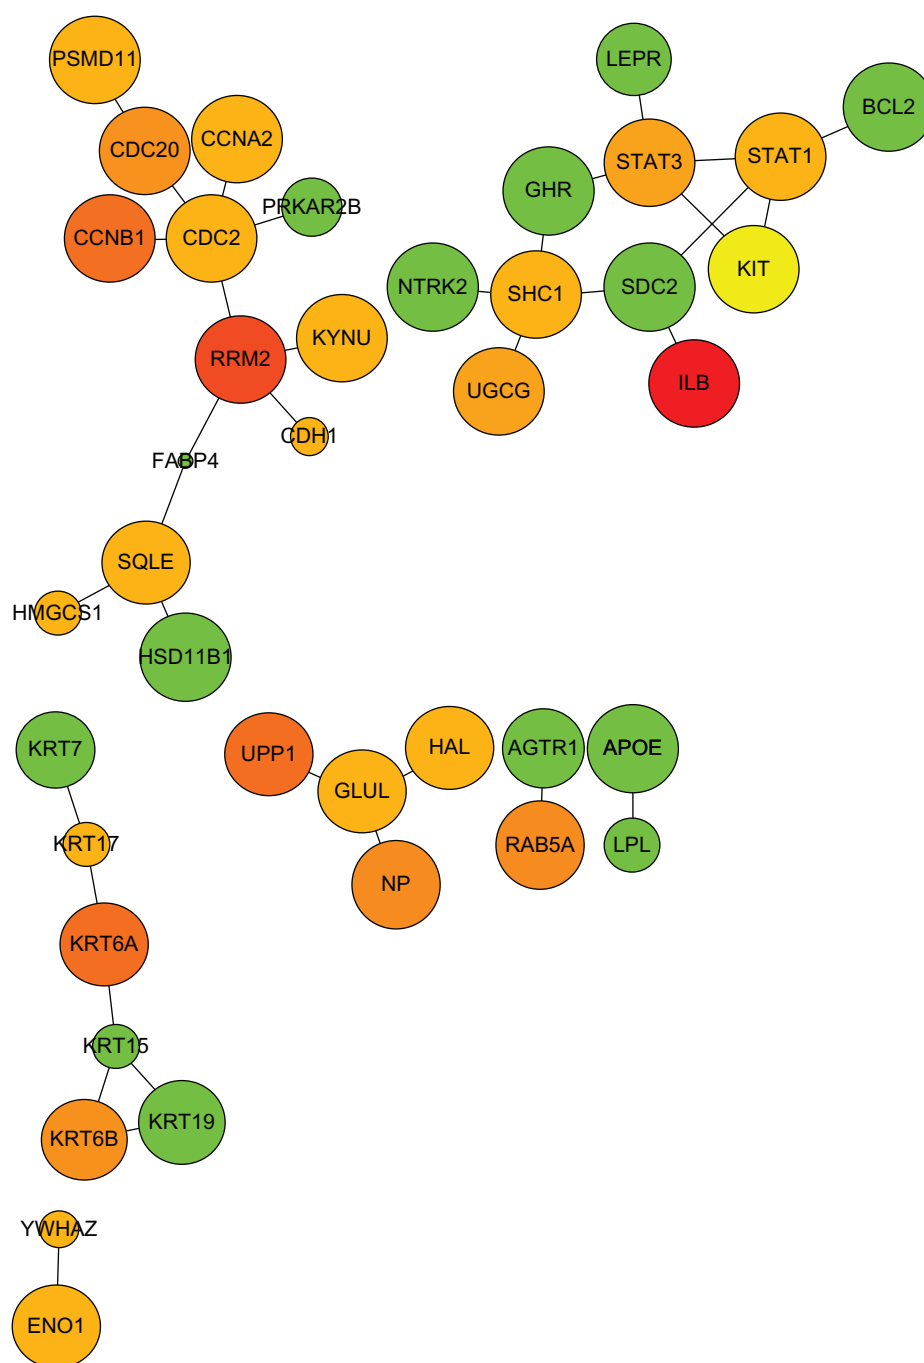 PSMD11
CDC20
CCNA2
PRKAR2B
CCNB1
CDC2
RRM2
KYNU
CDH1
FABP4
SQLE
HMGCS1
HSD11B1
LEPR
BCL2
STAT3
STAT1
GHR
KIT
NTRK2
SHC1
SDC2
UGCG
ILB
KRT7
KRT17
KRT6A
KRT15
KRT6B
KRT19
YWHAZ
ENO1
UPP1
HAL
GLUL
NP
AGTR1
RAB5A
APOE
LPL